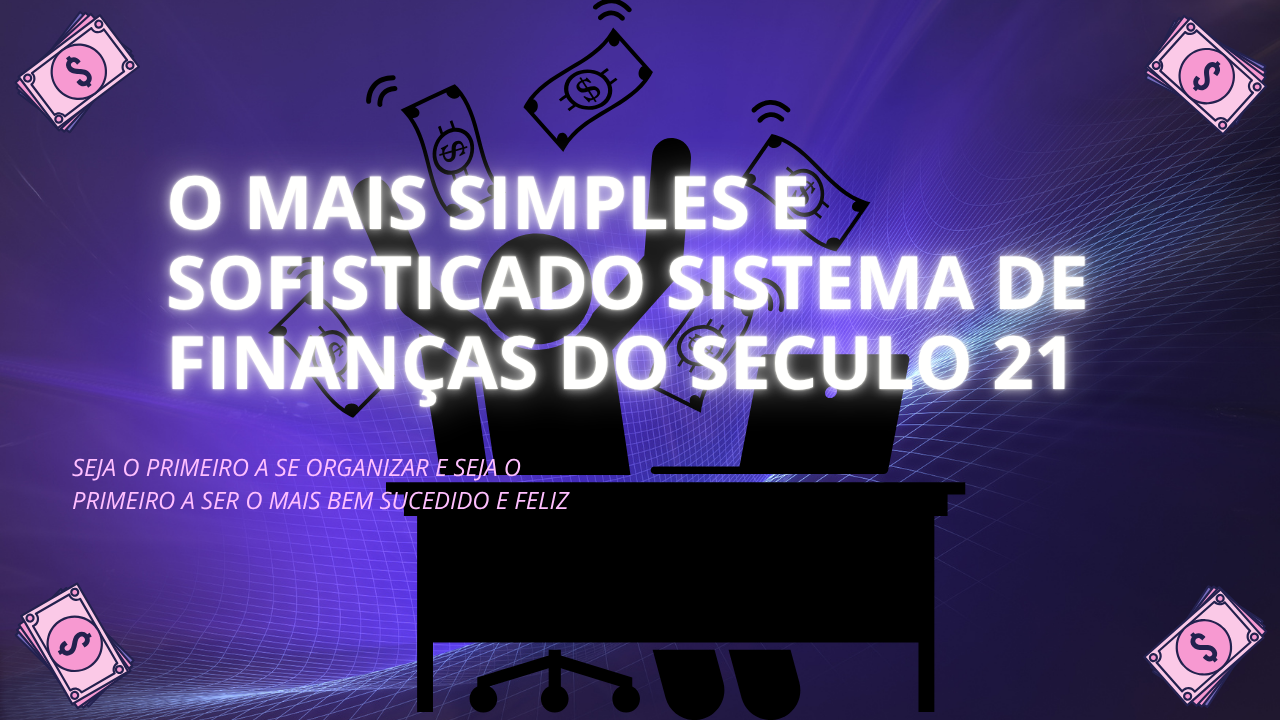 O MAIS SIMPLES E
SOFISTICADO SISTEMA DE
FINANÇAS DO SECULO 21
SEJA O PRIMEIRO A SE ORGANIZAR E SEJA O
PRIMEIRO A SER O MAIS BEM SUCEDIDO E FELIZ